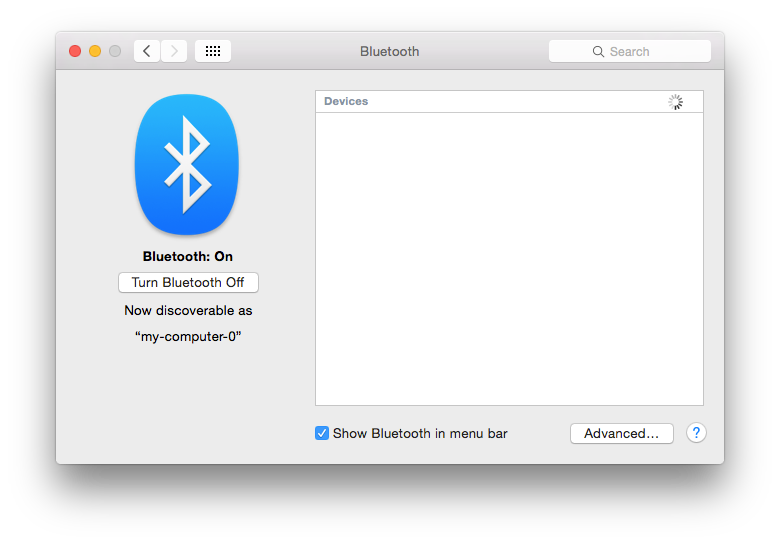 Bluetooth
Search
Devices
Bluetooth: On
Turn Bluetooth Off
Now discoverable as
“my-computer-0”
Show Bluetooth in menu bar
Advanced...
?